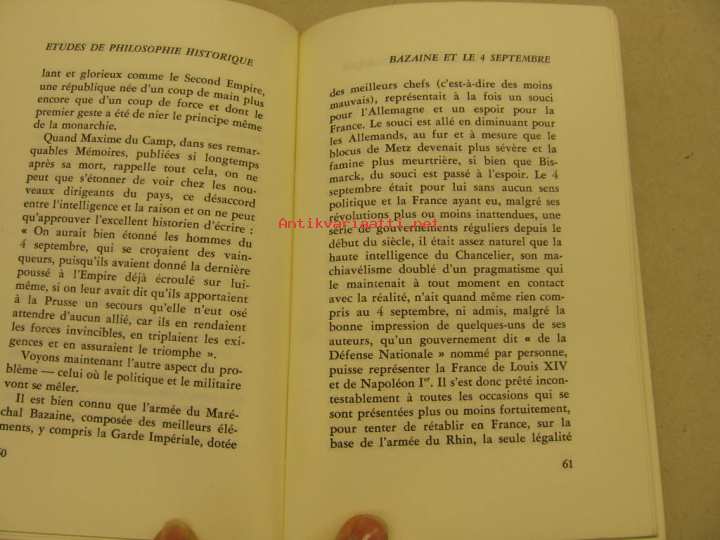 ETUDES DE PHILOSOPHIE HISTORIQUE
lant et glorieux comme le Second Empire,
une république née d'un coup de main plus
encore que d'un coup de force et dont le
premier geste a été de nier le principe même
de la monarchie.
Quand Maxime du Camp, dans ses remar-
quables Mémoires, publiées si longtemps
après sa mort, rappelle tout cela, on ne
peut que s'étonner de voir chez les nou-
veaux dirigeants du pays, ce désaccord
entre l'intelligence et la raison et on ne peut
qu'approuver l'excellent historien d'écrire :
« On aurait bien étonné les hommes du
4 septembre, qui se croyaient des vain-
queurs, puisqu'ils avaient donné la dernière
poussé à l'Empire déjà écroulé sur lui-
même, si on leur avait dit qu'ils apportaient
à la Prusse un secours qu'elle n'eut osé
attendre d'aucun allié, car ils en rendaient
les forces invincibles, en triplaient les exi-
gences et en assuraient le triomphe ».
Voyons maintenant l'autre aspect du pro-
blème — celui où le politique et le militaire
vont se mêler.
Il est bien connu que l'armée du Maré-
chal Bazaine, composée des meilleurs élé-
ments, y compris la Garde Impériale, dotée
60
BAZAINE ET LE 4 SEPTEMBRE
des meilleurs chefs (c'est-à-dire des moins
mauvais), représentait à la fois un souci
pour l'Allemagne et un espoir pour la
France. Le souci est allé en diminuant pour
les Allemands, au fur et à mesure que le
blocus de Metz devenait plus sévère et la
famine plus meurtrière, si bien que Bis-
marck, du souci est passé à l'espoir. Le 4
septembre était pour lui sans aucun sens
politique et la France ayant eu, malgré ses
révolutions plus ou moins inattendues, une
série de gouvernements réguliers depuis le
début du siècle, il était assez naturel que la
haute intelligence du Chancelier, son ma-
chiavélisme doublé d'un pragmatisme qui
le maintenait à tout moment en contact
avec la réalité, n'ait quand même rien com-
pris au 4 septembre, ni admis, malgré la
bonne impression de quelques-uns de ses
auteurs, qu'un gouvernement dit « de la
Défense Nationale » nommé par personne,
puisse représenter la France de Louis XIV
et de Napoléon Ier. Il s'est donc prêté incon-
testablement à toutes les occasions qui se
sont présentées plus ou moins fortuitement,
pour tenter de rétablir en France, sur la
base de l'armée du Rhin, la seule légalité
61
Antikvariaatti.net